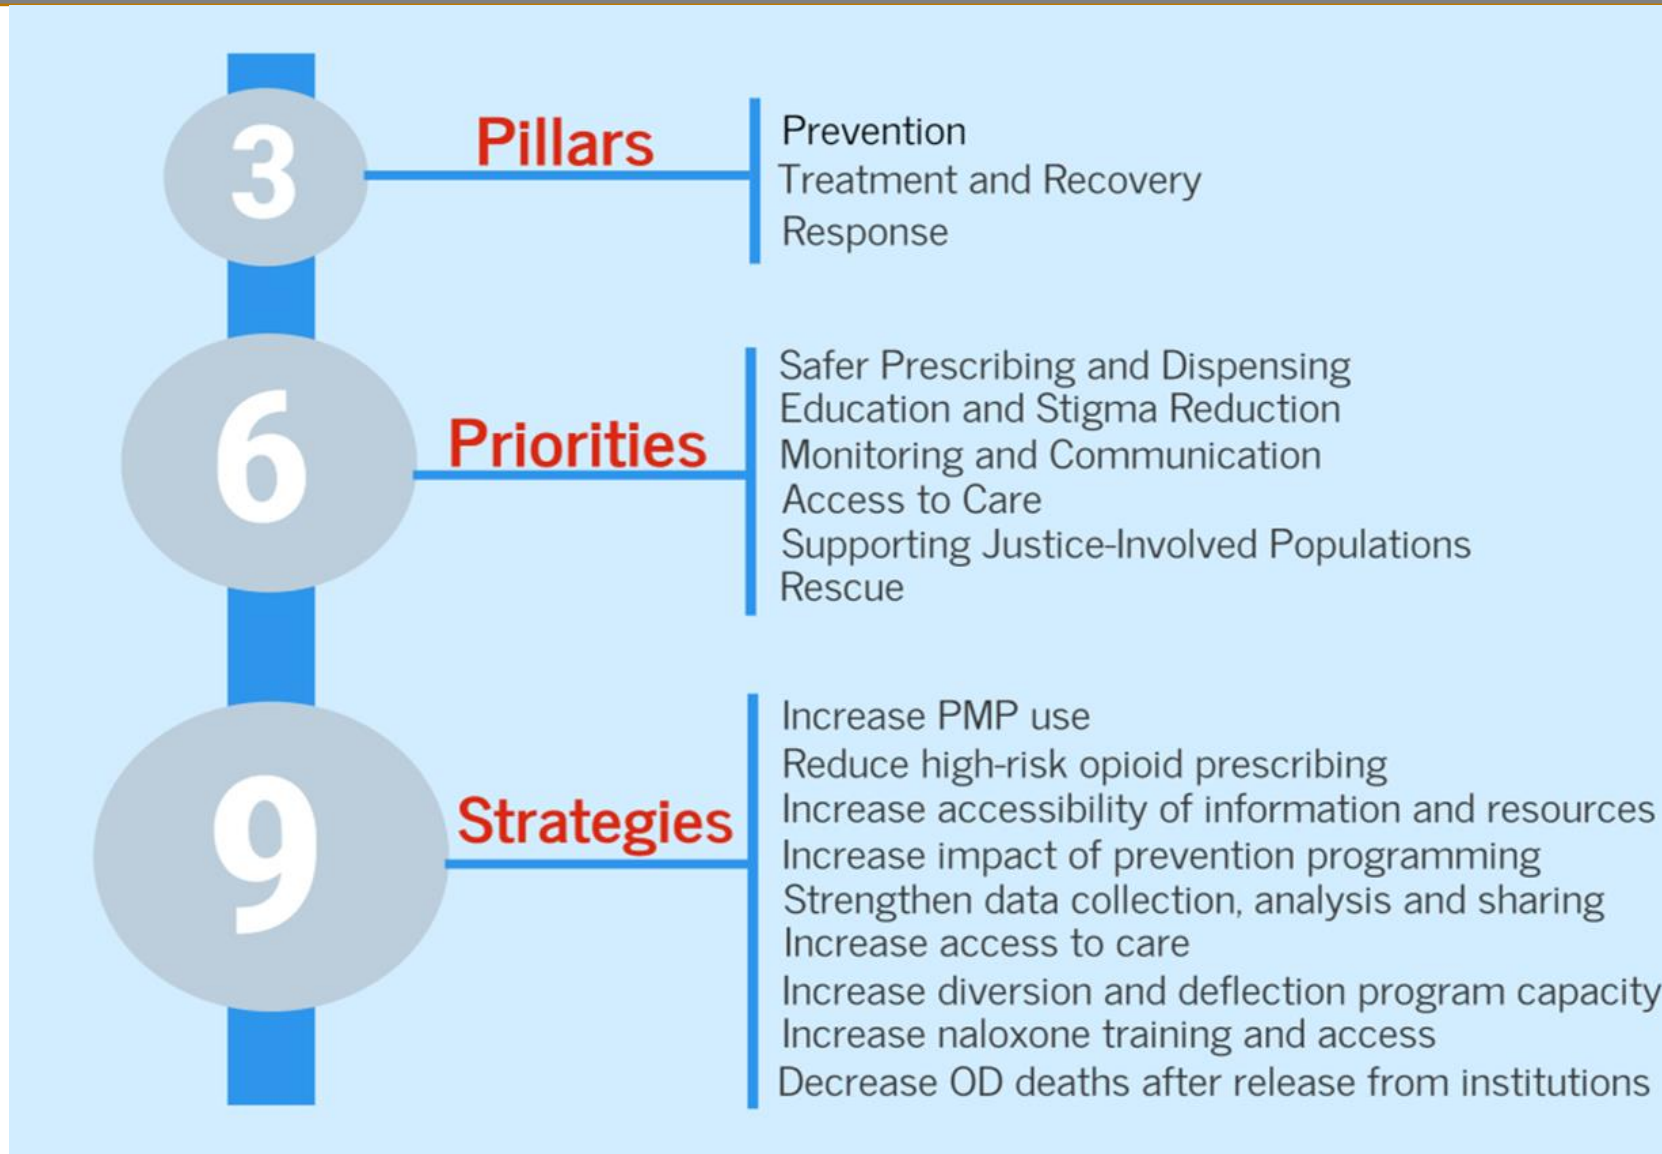 3
Pillars
Prevention
Treatment and Recovery
Response
6
Priorities
Safer Prescribing and Dispensing
Education and Stigma Reduction
Monitoring and Communication
Access to Care
Supporting Justice-Involved Populations
Rescue
9
Strategies
Increase PMP use
Reduce high-risk opioid prescribing
Increase accessibility of information and resources
Increase impact of prevention programming
Strengthen data collection, analysis and sharing
Increase access to care
Increase diversion and deflection program capacity
Increase naloxone training and access
Decrease OD deaths after release from institutions